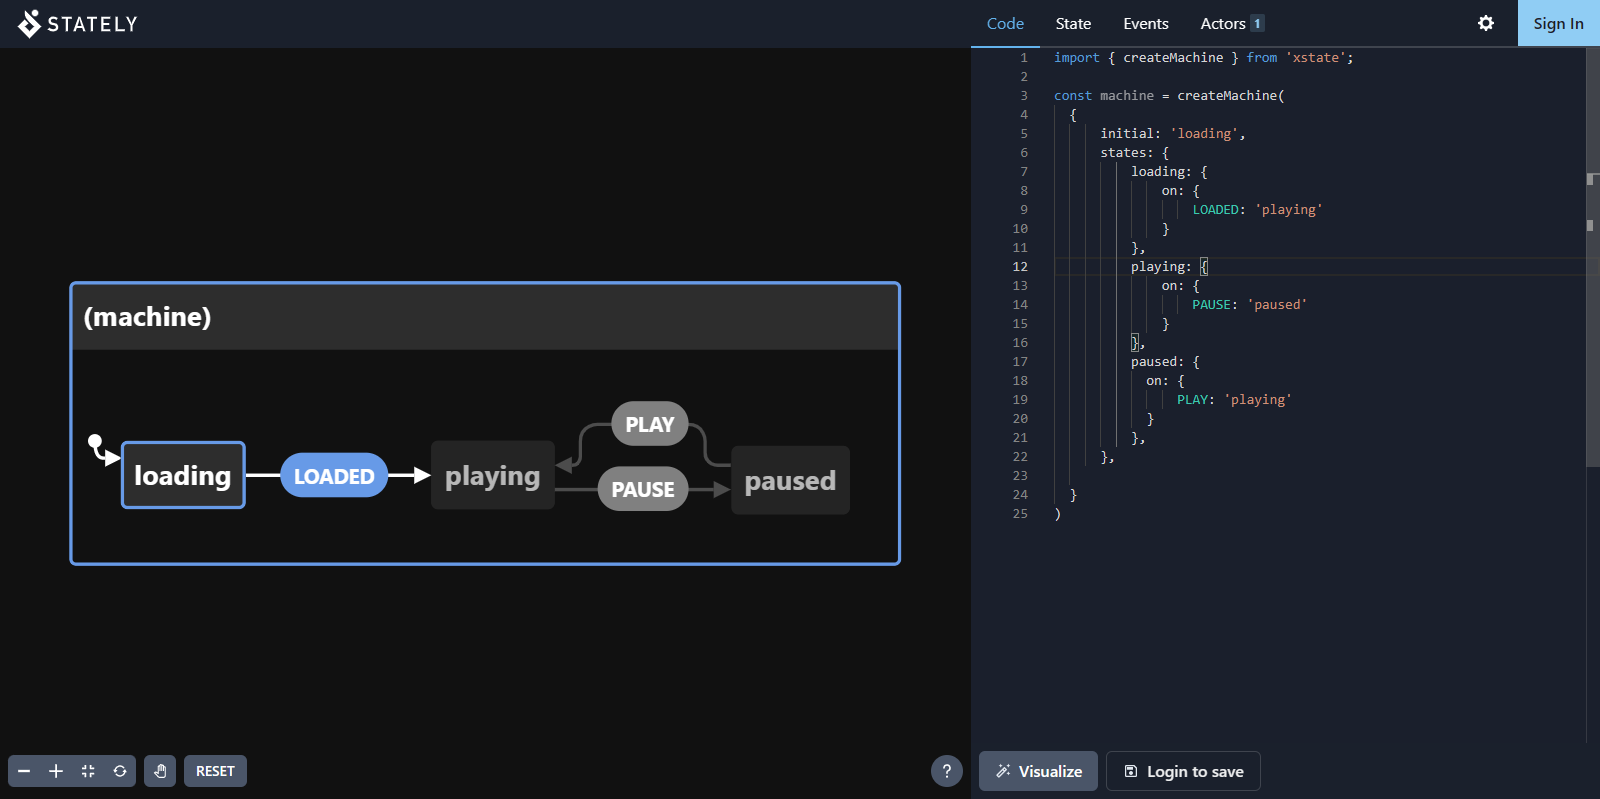 STATELY
Code State Events Actors 1 Sign In
1 import { createMachine } from 'xstate';
2
3 const machine = createMachine(
4 {
5 initial: 'loading',
6 states: {
7 loading: {
8 on: {
9 LOADED: 'playing'
10 }
11 },
12 playing: {
13 on: {
14 PAUSE: 'paused'
15 }
16 },
17 paused: {
18 on: {
19 PLAY: 'playing'
20 }
21 },
22 },
23
24 }
25 )
(machine)
loading
LOADED
playing
PLAY
PAUSE
paused
RESET
?
Visualize
Login to save